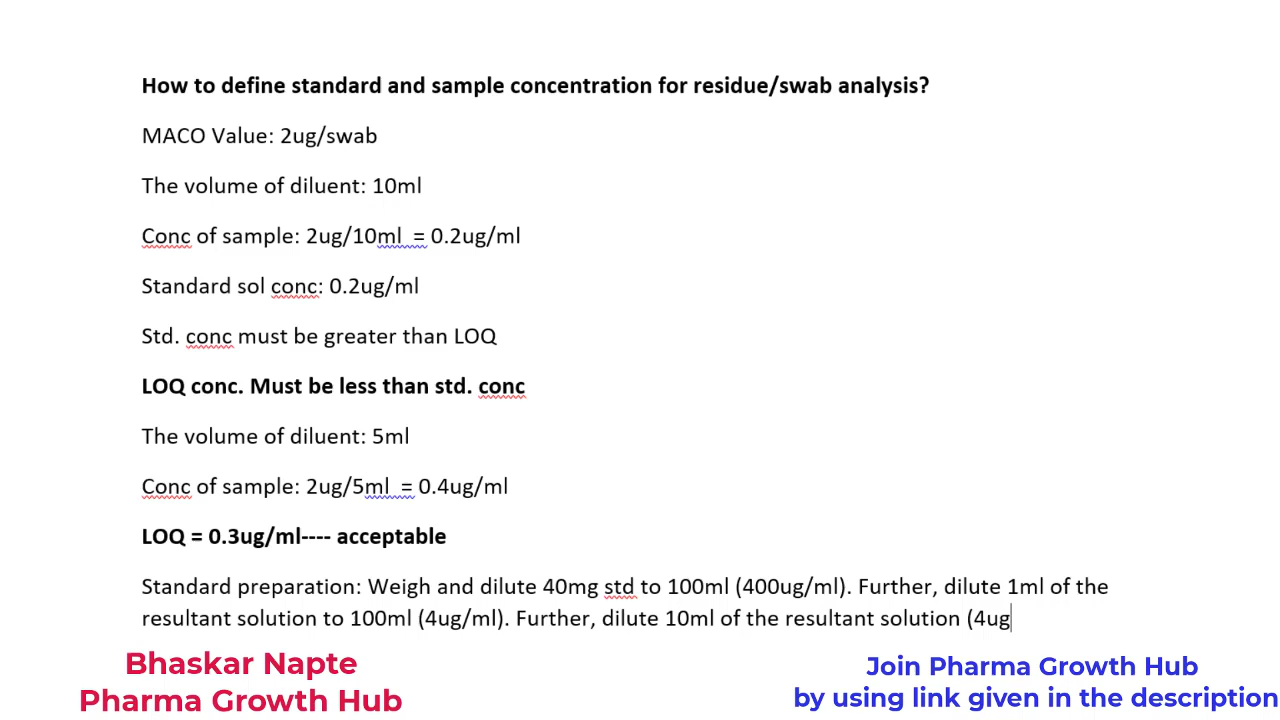 How to define standard and sample concentration for residue/swab analysis?
MACO Value: 2ug/swab
The volume of diluent: 10ml
Conc of sample: 2ug/10ml  = 0.2ug/ml
Standard sol conc: 0.2ug/ml
Std. conc must be greater than LOQ
LOQ conc. Must be less than std. conc
The volume of diluent: 5ml
Conc of sample: 2ug/5ml  = 0.4ug/ml
LOQ = 0.3ug/ml---- acceptable
Standard preparation: Weigh and dilute 40mg std to 100ml (400ug/ml). Further, dilute 1ml of the
resultant solution to 100ml (4ug/ml). Further, dilute 10ml of the resultant solution (4ug
Bhaskar Napte
Pharma Growth Hub
Join Pharma Growth Hub
by using link given in the description